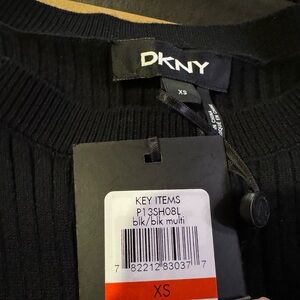 DKNY
XS
KEY ITEMS
P13SH08L
blk/blk multi
7 82212 83037 7
XS